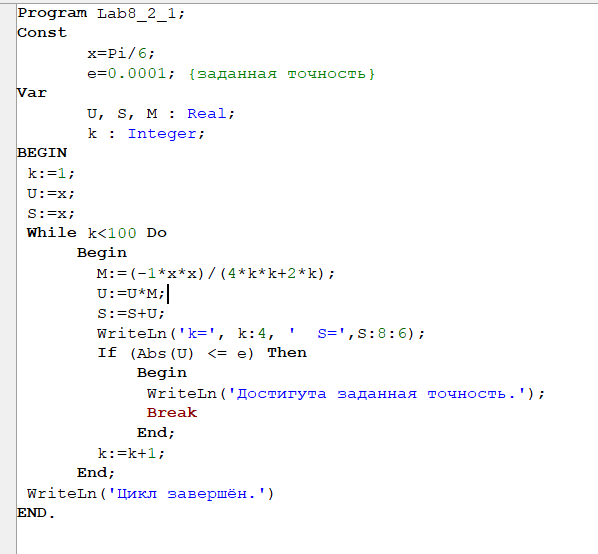 Program Lab8_2_1;
Const
x=Pi/6;
e=0.0001; {заданная точность}
Var
U, S, M : Real;
k : Integer;
BEGIN
k:=1;
U:=x;
S:=x;
While k<100 Do
Begin
M:=(-1*x*x)/(4*k*k+2*k);
U:=U*M;
S:=S+U;
WriteLn('k=', k:4, '  S=',S:8:6);
If (Abs(U) <= e) Then
Begin
WriteLn('Достигута заданная точность.');
Break
End;
k:=k+1;
End;
WriteLn('Цикл завершён.')
END.